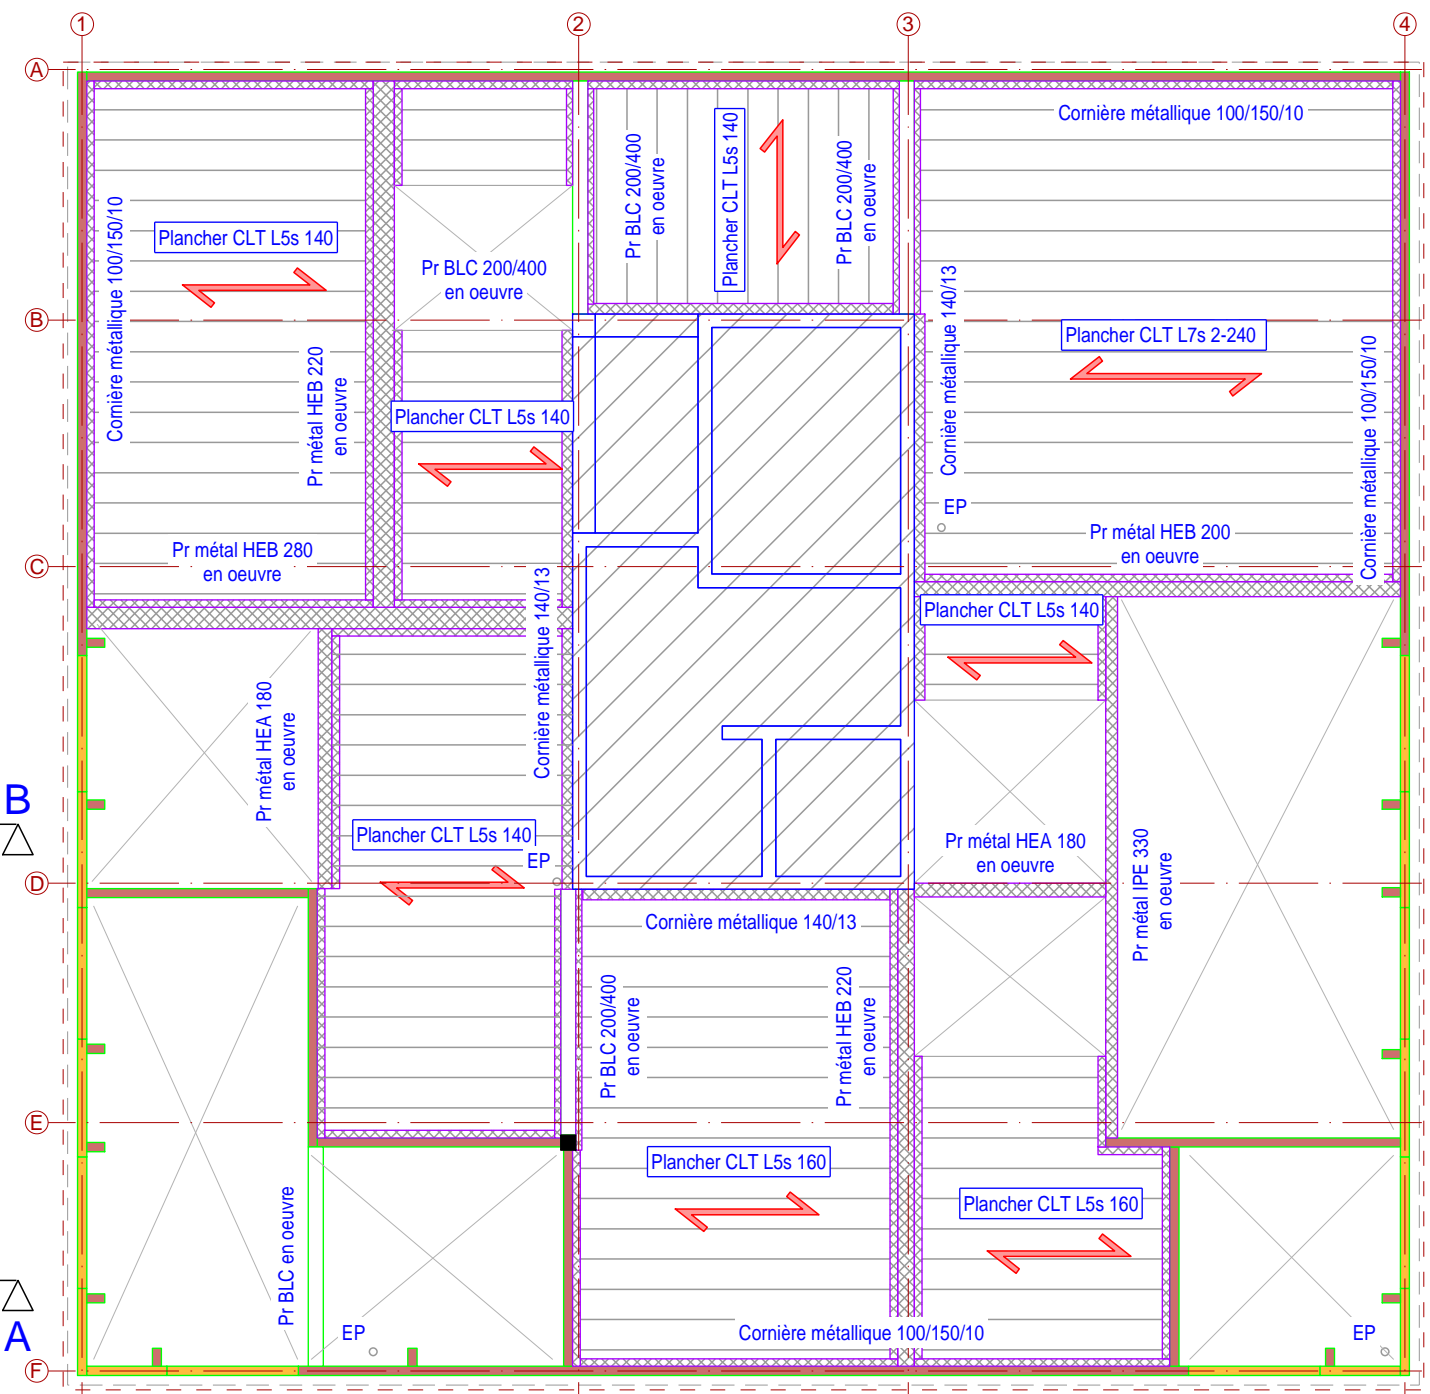 1
2
3
4
A
Cornière métallique 100/150/10
Pr BLC 200/400
en oeuvre
Plancher CLT L5s 140
Pr BLC 200/400
en oeuvre
Cornière métallique 100/150/10
Plancher CLT L5s 140
Pr BLC 200/400
en oeuvre
B
Cornière métallique 140/13
Plancher CLT L7s 2-240
Cornière métallique 100/150/10
Pr métal HEB 220
en oeuvre
Plancher CLT L5s 140
EP
Pr métal HEB 200
en oeuvre
Pr métal HEB 280
en oeuvre
C
Cornière métallique 140/13
Plancher CLT L5s 140
Pr métal HEA 180
en oeuvre
B
Plancher CLT L5s 140
EP
Pr métal HEA 180
en oeuvre
Pr métal IPE 330
en oeuvre
D
Cornière métallique 140/13
Pr BLC 200/400
en oeuvre
Pr métal HEB 220
en oeuvre
E
Plancher CLT L5s 160
Plancher CLT L5s 160
Pr BLC en oeuvre
A
EP
Cornière métallique 100/150/10
EP
F